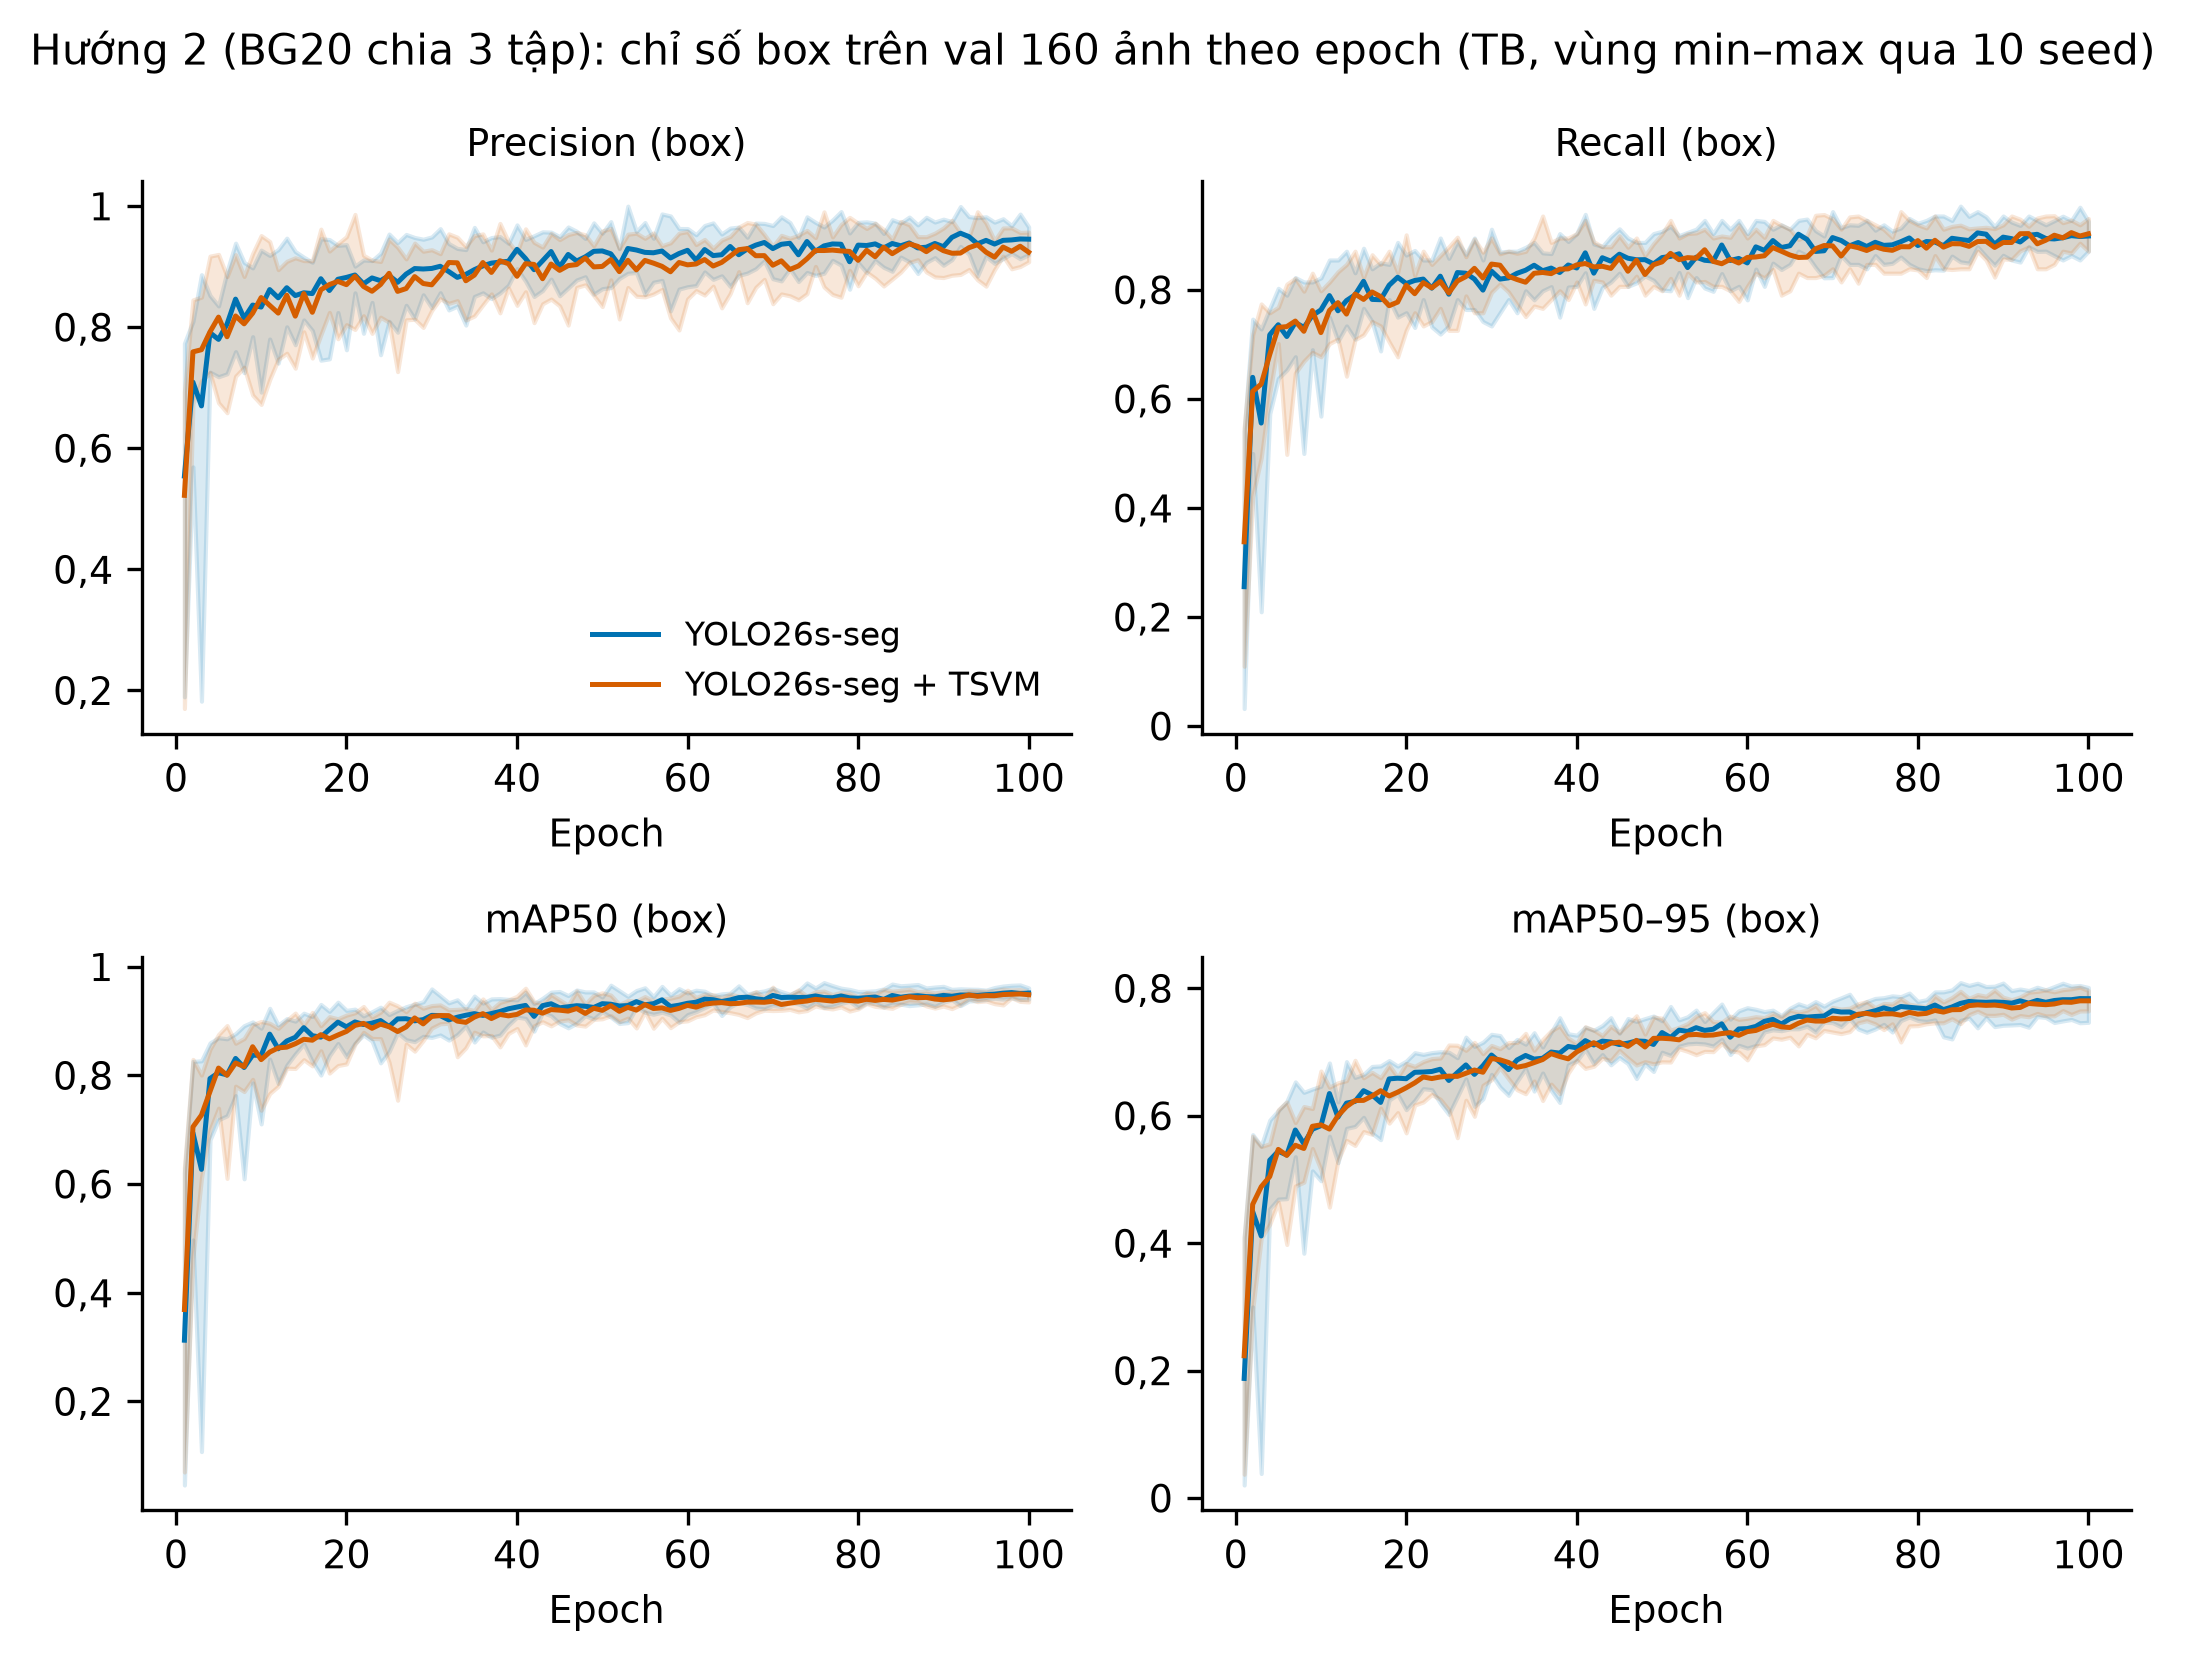 Hướng 2 (BG20 chia 3 tập): chỉ số box trên val 160 ảnh theo epoch (TB, vùng min–max qua 10 seed)
Precision (box)
1
0,8
0,6
0,4
0,2
YOLO26s-seg
YOLO26s-seg + TSVM
0 20 40 60 80 100
Epoch
Recall (box)
0,8
0,6
0,4
0,2
0
0 20 40 60 80 100
Epoch
mAP50 (box)
1
0,8
0,6
0,4
0,2
0 20 40 60 80 100
Epoch
mAP50–95 (box)
0,8
0,6
0,4
0,2
0
0 20 40 60 80 100
Epoch